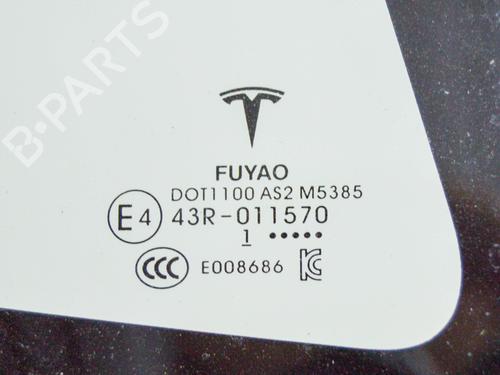 B-PARTS
FUYAO
DOT1100 AS2 M5385
E4 43R-011570
1 •••••
CCC E008686 KC